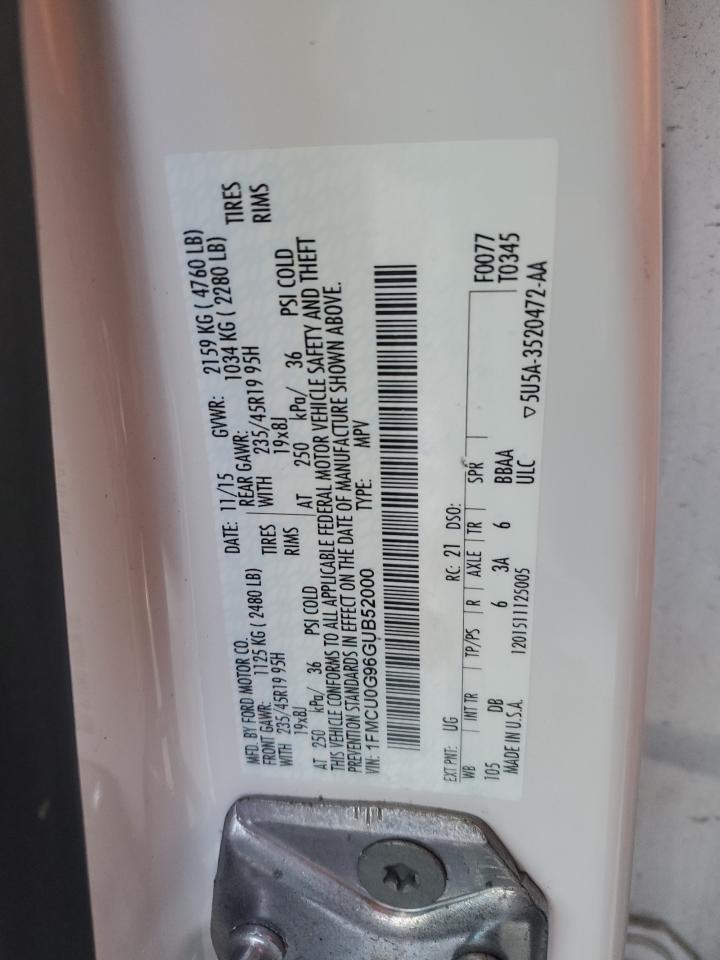 MFD. BY FORD MOTOR CO.
DATE: 11/15 GVWR: 2159 KG ( 4760 LB)
FRONT GAWR: 1125 KG ( 2480 LB) REAR GAWR: 1034 KG ( 2280 LB)
WITH 235/45R19 95H TIRES WITH 235/45R19 95H TIRES
19x8J RIMS 19x8J RIMS
AT 250 kPa/ 36 PSI COLD AT 250 kPa/ 36 PSI COLD
THIS VEHICLE CONFORMS TO ALL APPLICABLE FEDERAL MOTOR VEHICLE SAFETY AND THEFT
PREVENTION STANDARDS IN EFFECT ON THE DATE OF MANUFACTURE SHOWN ABOVE.
VIN: 1FMCU0G96GUB52000 TYPE: MPV
EXT PNT: UG RC: 21 DSO: F0077
WB INT TR TP/PS R AXLE TR SPR T0345
105 DB 6 3A 6 BBAA
MADE IN U.S.A. 1201511125005 ULC ▽5U5A-3520472-AA